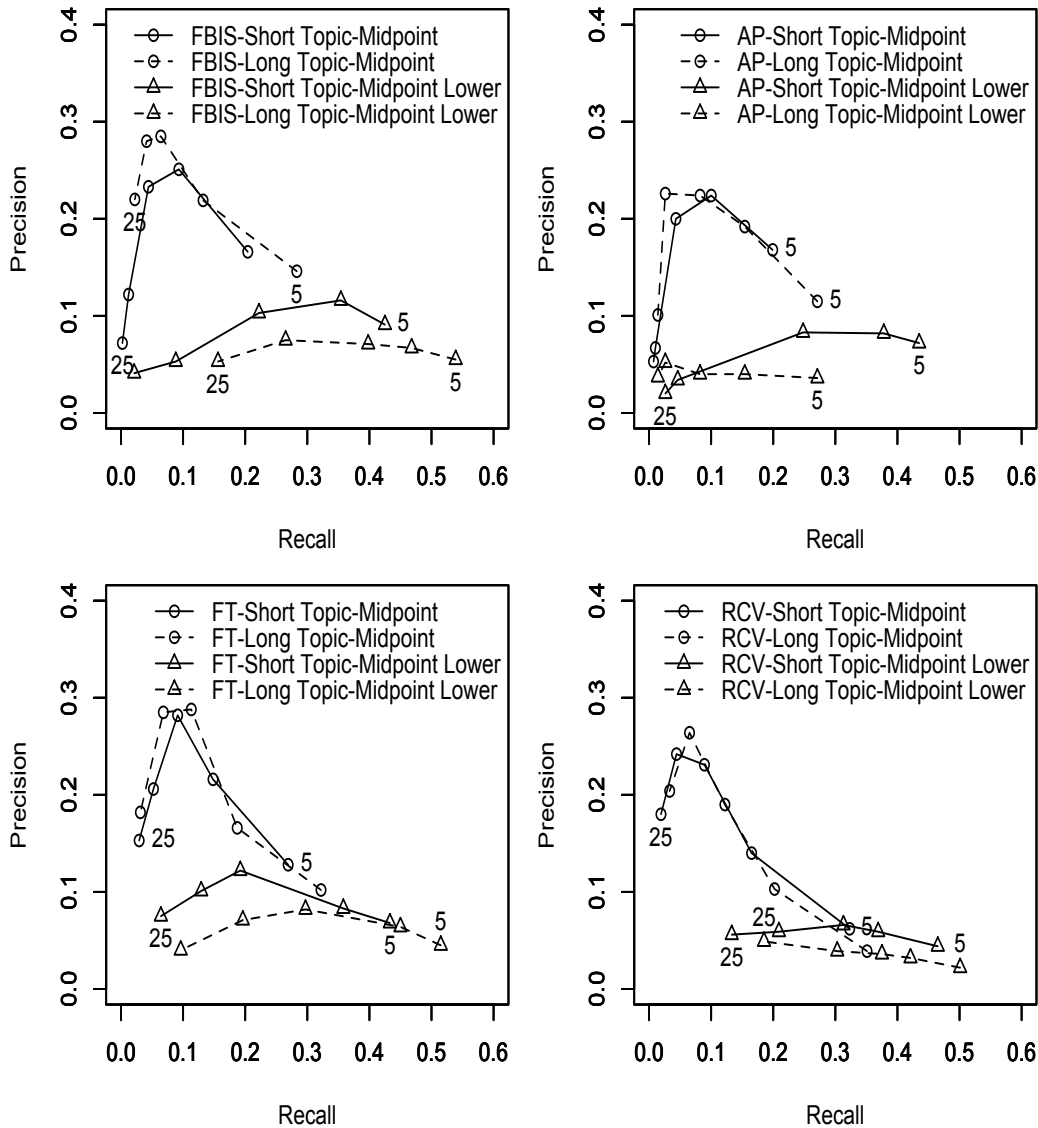 FBIS-Short Topic-Midpoint
FBIS-Long Topic-Midpoint
FBIS-Short Topic-Midpoint Lower
FBIS-Long Topic-Midpoint Lower
Precision
0.4
0.3
0.2
0.1
0.0
25
5
25
5
25
5
0.0 0.1 0.2 0.3 0.4 0.5 0.6
Recall
AP-Short Topic-Midpoint
AP-Long Topic-Midpoint
AP-Short Topic-Midpoint Lower
AP-Long Topic-Midpoint Lower
Precision
0.4
0.3
0.2
0.1
0.0
5
5
5
5
25
0.0 0.1 0.2 0.3 0.4 0.5 0.6
Recall
FT-Short Topic-Midpoint
FT-Long Topic-Midpoint
FT-Short Topic-Midpoint Lower
FT-Long Topic-Midpoint Lower
Precision
0.4
0.3
0.2
0.1
0.0
25
5
5
25
5
0.0 0.1 0.2 0.3 0.4 0.5 0.6
Recall
RCV-Short Topic-Midpoint
RCV-Long Topic-Midpoint
RCV-Short Topic-Midpoint Lower
RCV-Long Topic-Midpoint Lower
Precision
0.4
0.3
0.2
0.1
0.0
25
25
5
5
25
5
0.0 0.1 0.2 0.3 0.4 0.5 0.6
Recall